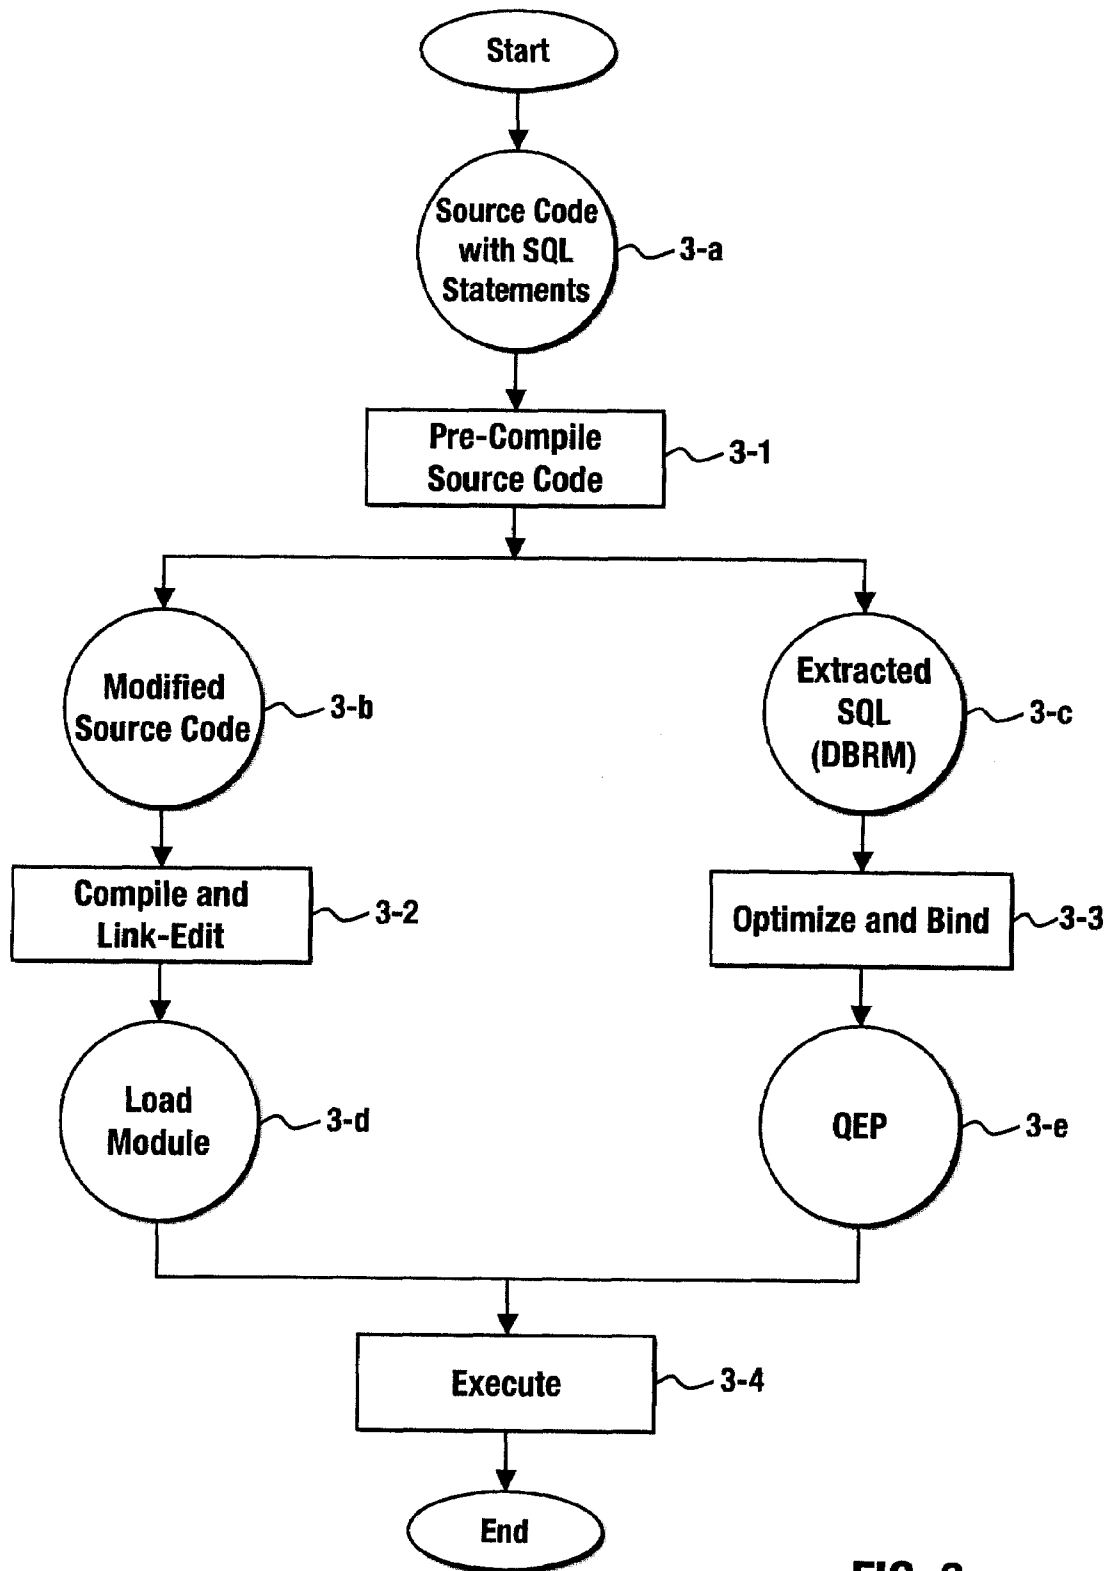 Start
Source Code
with SQL
Statements
3-a
Pre-Compile
Source Code
3-1
Modified
Source Code
3-b
Extracted
SQL
(DBRM)
3-c
Compile and
Link-Edit
3-2
Optimize and Bind
3-3
Load
Module
3-d
QEP
3-e
Execute
3-4
End